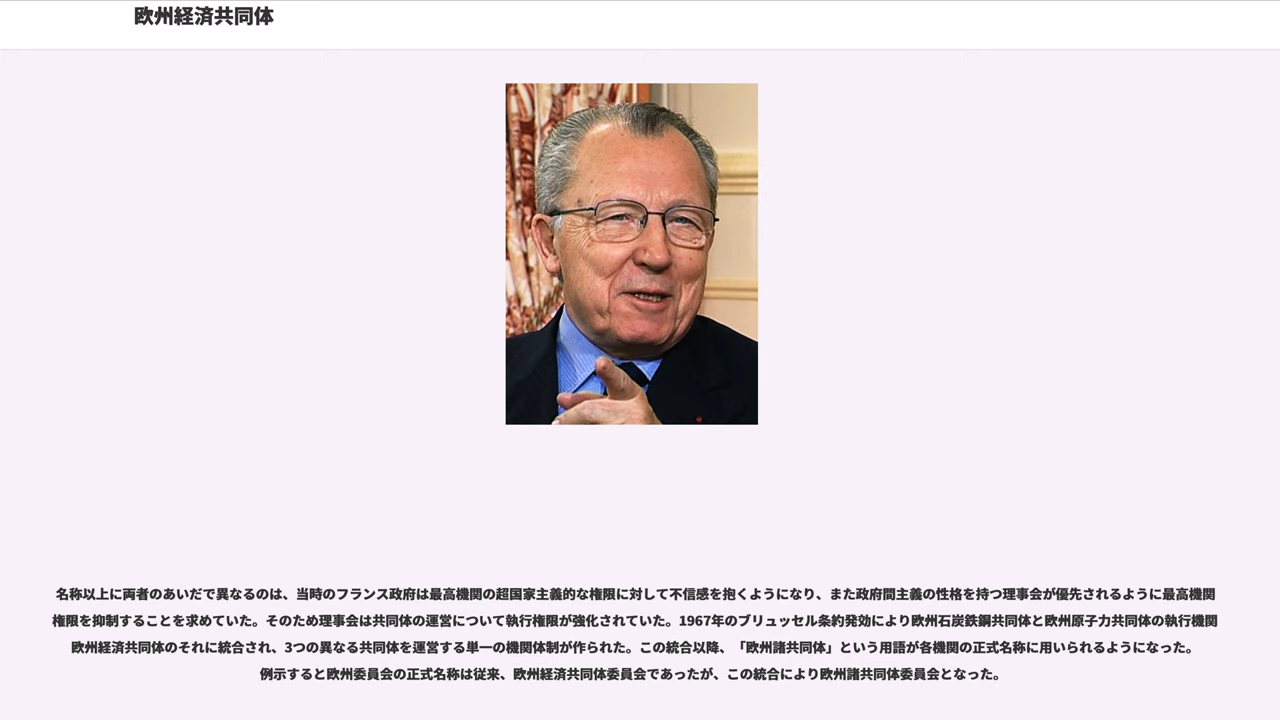 欧州経済共同体
名称以上に両者のあいだで異なるのは、当時のフランス政府は最高機関の超国家主義的な権限に対して不信感を抱くようになり、また政府間主義の性格を持つ理事会が優先されるように最高機関
権限を抑制することを求めていた。そのため理事会は共同体の運営について執行権限が強化されていた。1967年のブリュッセル条約発効により欧州石炭鉄鋼共同体と欧州原子力共同体の執行機関
欧州経済共同体のそれに統合され、3つの異なる共同体を運営する単一の機関体制が作られた。この統合以降、「欧州諸共同体」という用語が各機関の正式名称に用いられるようになった。
例示すると欧州委員会の正式名称は従来、欧州経済共同体委員会であったが、この統合により欧州諸共同体委員会となった。